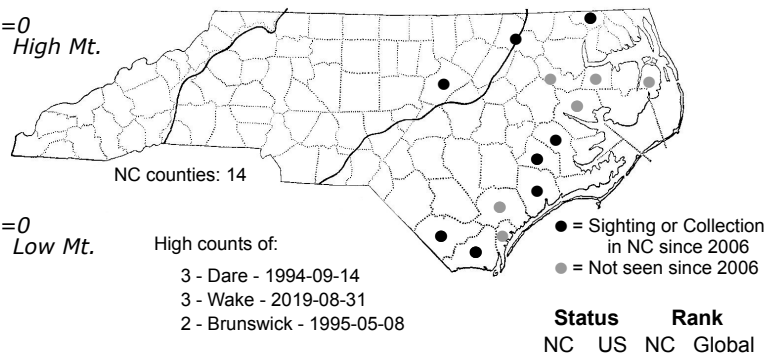 =0
High Mt.
NC counties: 14
=0
Low Mt.
High counts of:
3 - Dare - 1994-09-14
3 - Wake - 2019-08-31
2 - Brunswick - 1995-05-08
= Sighting or Collection
in NC since 2006
= Not seen since 2006
Status Rank
NC US NC Global